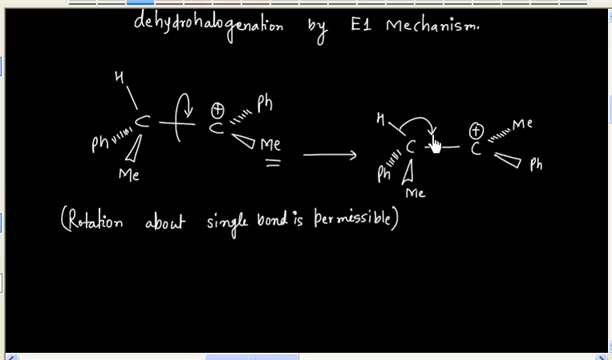 dehydrohalogenation by E1 Mechanism.
H
Ph C C ⊕ Ph
Me Me
H
Ph C C ⊕ Me
Me Ph
(Rotation about single bond is permissible)